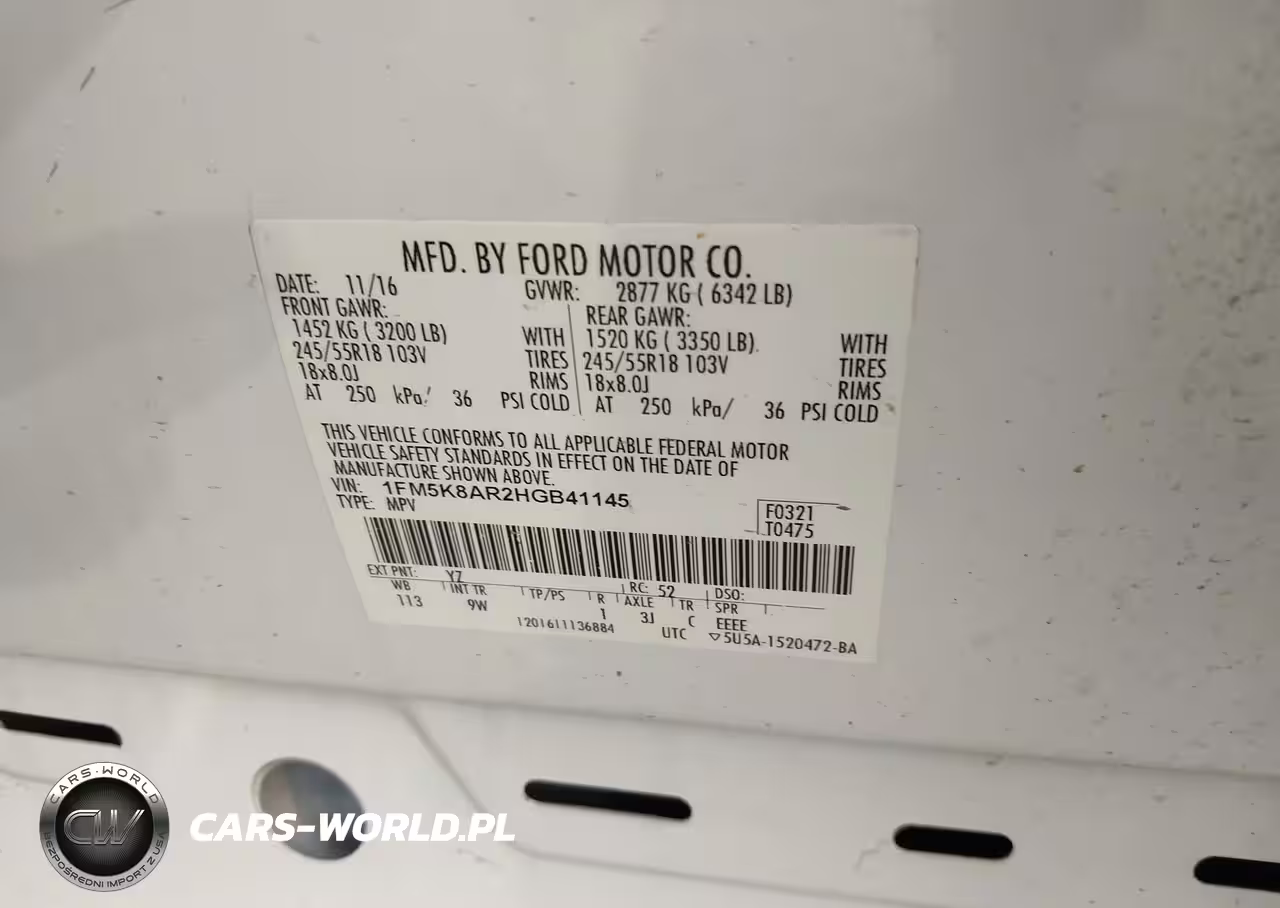 MFD. BY FORD MOTOR CO.
DATE: 11/16 GVWR: 2877 KG ( 6342 LB)
FRONT GAWR: REAR GAWR:
1452 KG ( 3200 LB) WITH 1520 KG ( 3350 LB). WITH
245/55R18 103V TIRES 245/55R18 103V TIRES
18x8.0J RIMS 18x8.0J RIMS
AT 250 kPa/ 36 PSI COLD AT 250 kPa/ 36 PSI COLD
THIS VEHICLE CONFORMS TO ALL APPLICABLE FEDERAL MOTOR
VEHICLE SAFETY STANDARDS IN EFFECT ON THE DATE OF
MANUFACTURE SHOWN ABOVE.
VIN: 1FM5K8AR2HGB41145
TYPE: MPV
F0321
T0475
EXT PNT: YZ RC: 52 DSO:
WB INT TR TP/PS R AXLE TR SPR
113 9W 1 3J C EEEE
1201611136884 UTC ▽5U5A-1520472-BA
CARS-WORLD
CW
BEZPOŚREDNI IMPORT Z USA
CARS-WORLD.PL